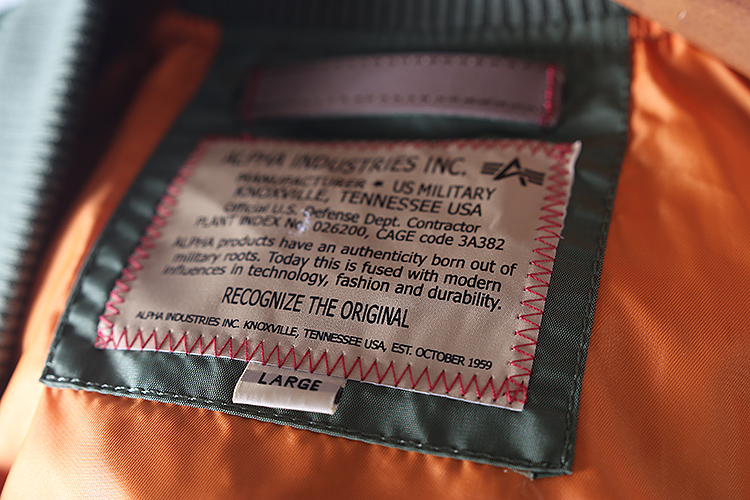 ALPHA INDUSTRIES INC.
MANUFACTURER ★ US MILITARY
KNOXVILLE, TENNESSEE USA
Official U.S. Defense Dept. Contractor
PLANT INDEX No. 026200, CAGE code 3A382
ALPHA products have an authenticity born out of
military roots. Today this is fused with modern
influences in technology, fashion and durability.
RECOGNIZE THE ORIGINAL
ALPHA INDUSTRIES INC. KNOXVILLE, TENNESSEE USA, EST. OCTOBER 1959
LARGE